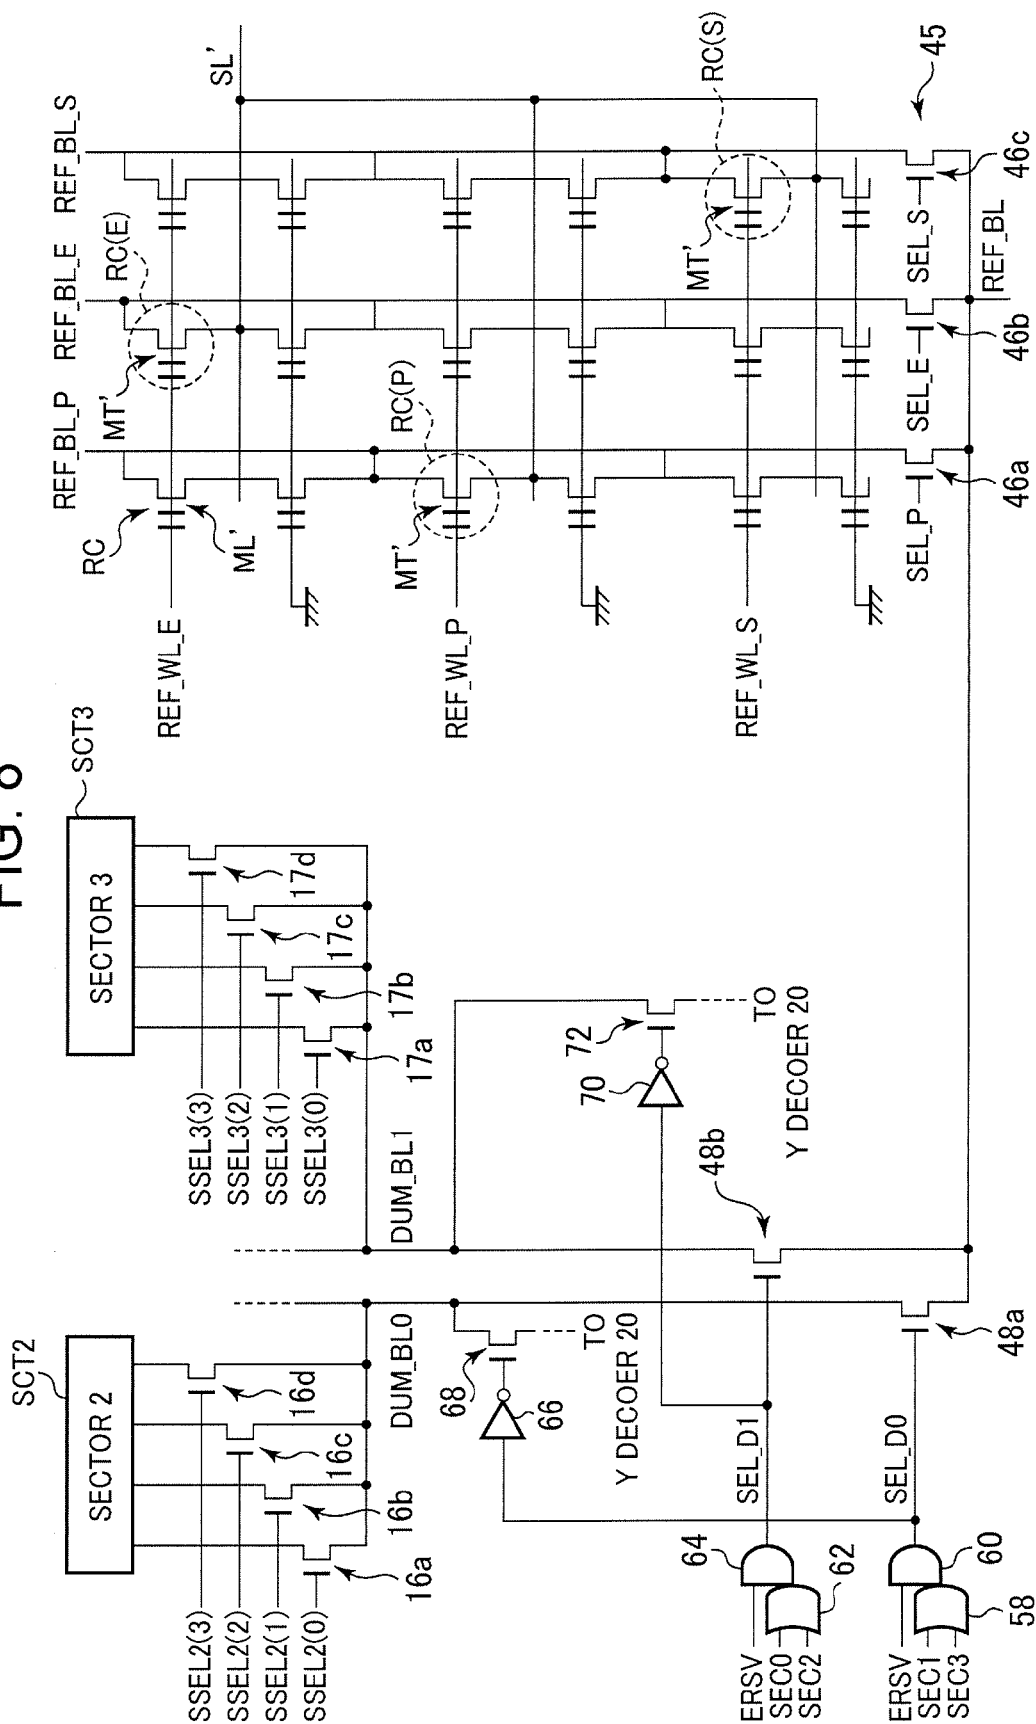 FIG. 8
SCT2
SECTOR 2
SSEL2(3)
SSEL2(2)
SSEL2(1)
SSEL2(0)
16d
16c
16b
16a
DUM_BL0
SCT3
SECTOR 3
SSEL3(3)
SSEL3(2)
SSEL3(1)
SSEL3(0)
17d
17c
17b
17a
DUM_BL1
68
66
TO
Y DECOER 20
72
70
TO
Y DECOER 20
48b
48a
SEL_D1
SEL_D0
64
62
60
58
ERSV
SEC0
SEC2
ERSV
SEC1
SEC3
REF_BL_P
REF_BL_E
REF_BL_S
SL'
RC
ML'
MT'
RC(E)
MT'
RC(P)
MT'
RC(S)
REF_WL_E
REF_WL_P
REF_WL_S
SEL_P
SEL_E
SEL_S
46a
46b
46c
REF_BL
45